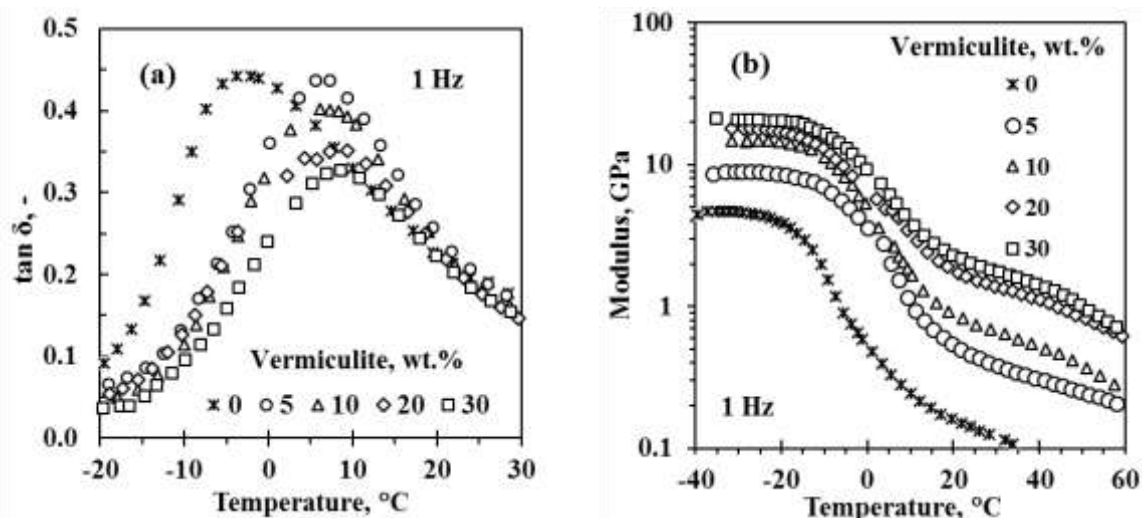 0.5
0.4
0.3
0.2
0.1
0.0
tan δ, -
(a)
1 Hz
Vermiculite, wt.%
0 5 10 20 30
-20 -10 0 10 20 30
Temperature, °C
100
10
1
0.1
Modulus, GPa
(b)
Vermiculite, wt.%
0
5
10
20
30
1 Hz
-40 -20 0 20 40 60
Temperature, °C